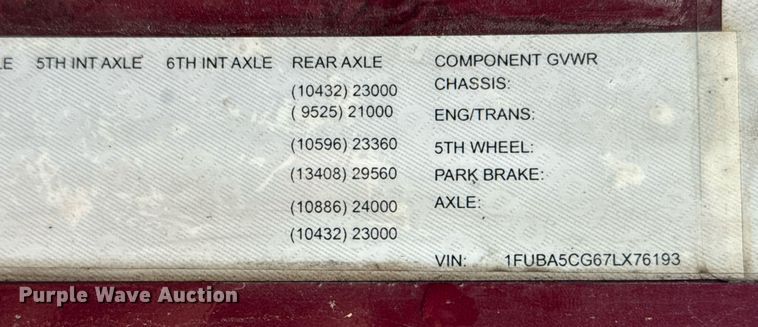 LE 5TH INT AXLE 6TH INT AXLE REAR AXLE COMPONENT GVWR
(10432) 23000 CHASSIS:
( 9525) 21000 ENG/TRANS:
(10596) 23360 5TH WHEEL:
(13408) 29560 PARK BRAKE:
(10886) 24000 AXLE:
(10432) 23000
VIN: 1FUBA5CG67LX76193
Purple Wave Auction